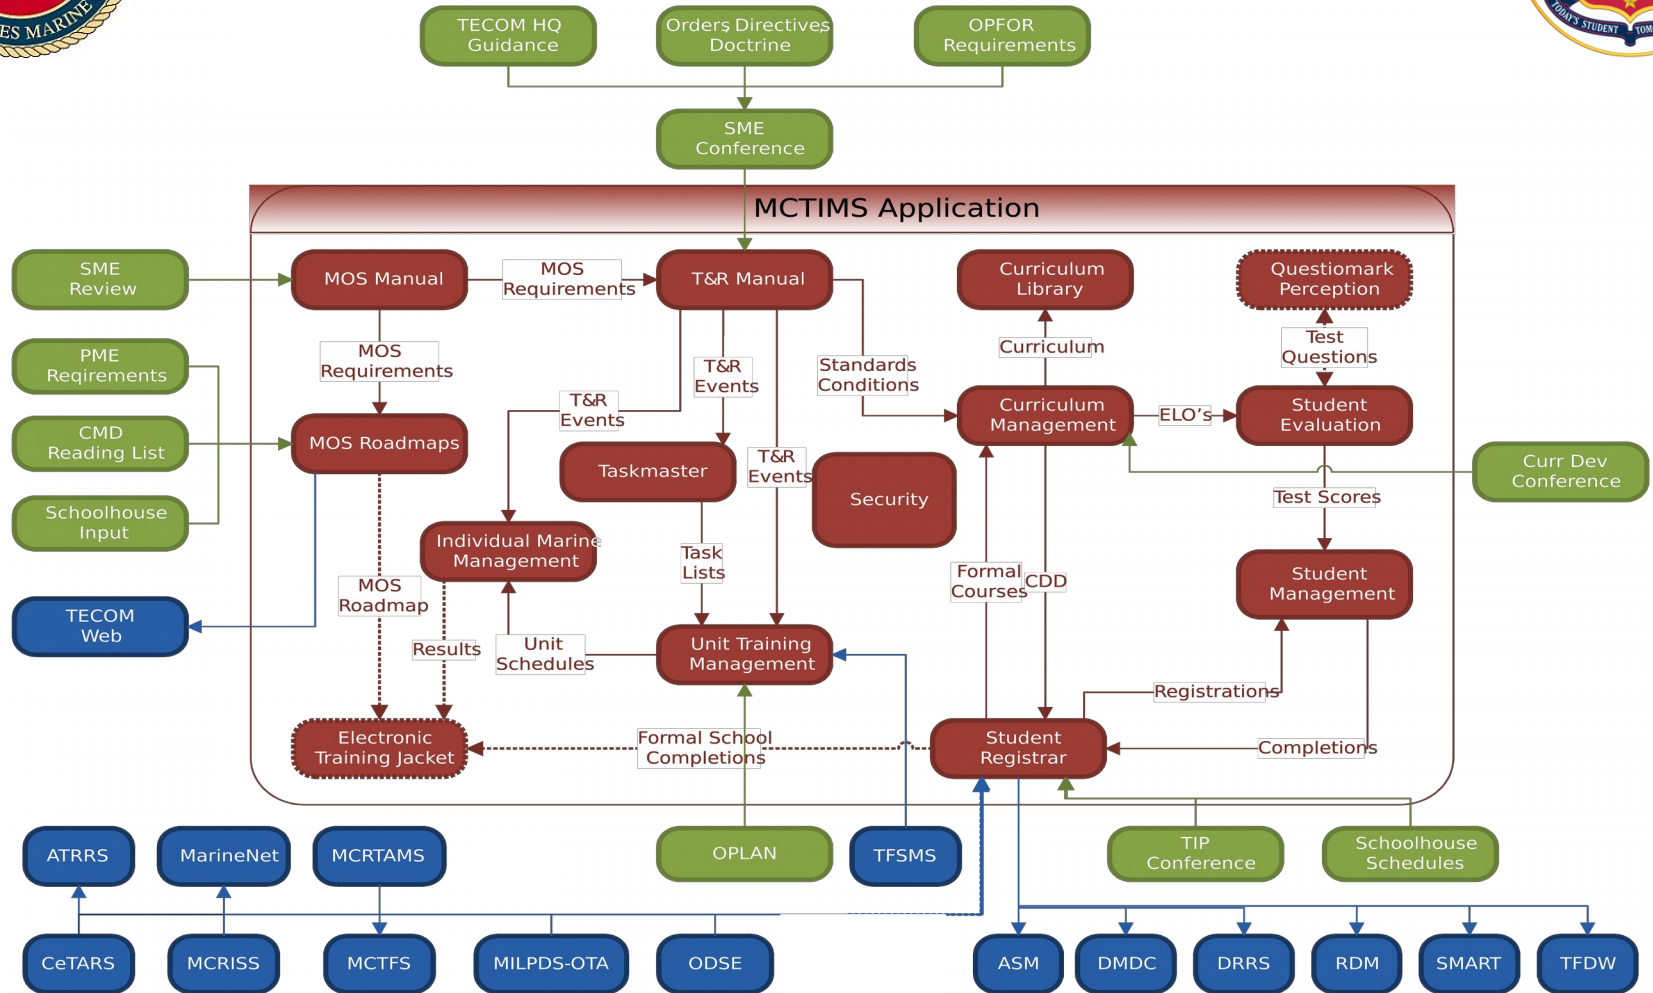 ES MARINE
TODAY'S STUDENT
TECOM HQ
Guidance
Orders Directives,
Doctrine
OPFOR
Requirements
SME
Conference
MCTIMS Application
SME
Review
MOS Manual
MOS
Requirements
T&R Manual
Curriculum
Library
Questiomark
Perception
PME
Reqirements
MOS
Requirements
T&R
Events
Standards
Conditions
Curriculum
Test
Questions
T&R
Events
CMD
Reading List
MOS Roadmaps
Curriculum
Management
ELO's
Student
Evaluation
Taskmaster
T&R
Events
Security
Curr Dev
Conference
Test Scores
Schoolhouse
Input
Individual Marine
Management
Task
Lists
Formal
Courses
CDD
Student
Management
MOS
Roadmap
TECOM
Web
Results
Unit
Schedules
Unit Training
Management
Registrations
Electronic
Training Jacket
Formal School
Completions
Student
Registrar
Completions
ATRRS
MarineNet
MCRTAMS
OPLAN
TFSMS
TIP
Conference
Schoolhouse
Schedules
CeTARS
MCRISS
MCTFS
MILPDS-OTA
ODSE
ASM
DMDC
DRRS
RDM
SMART
TFDW